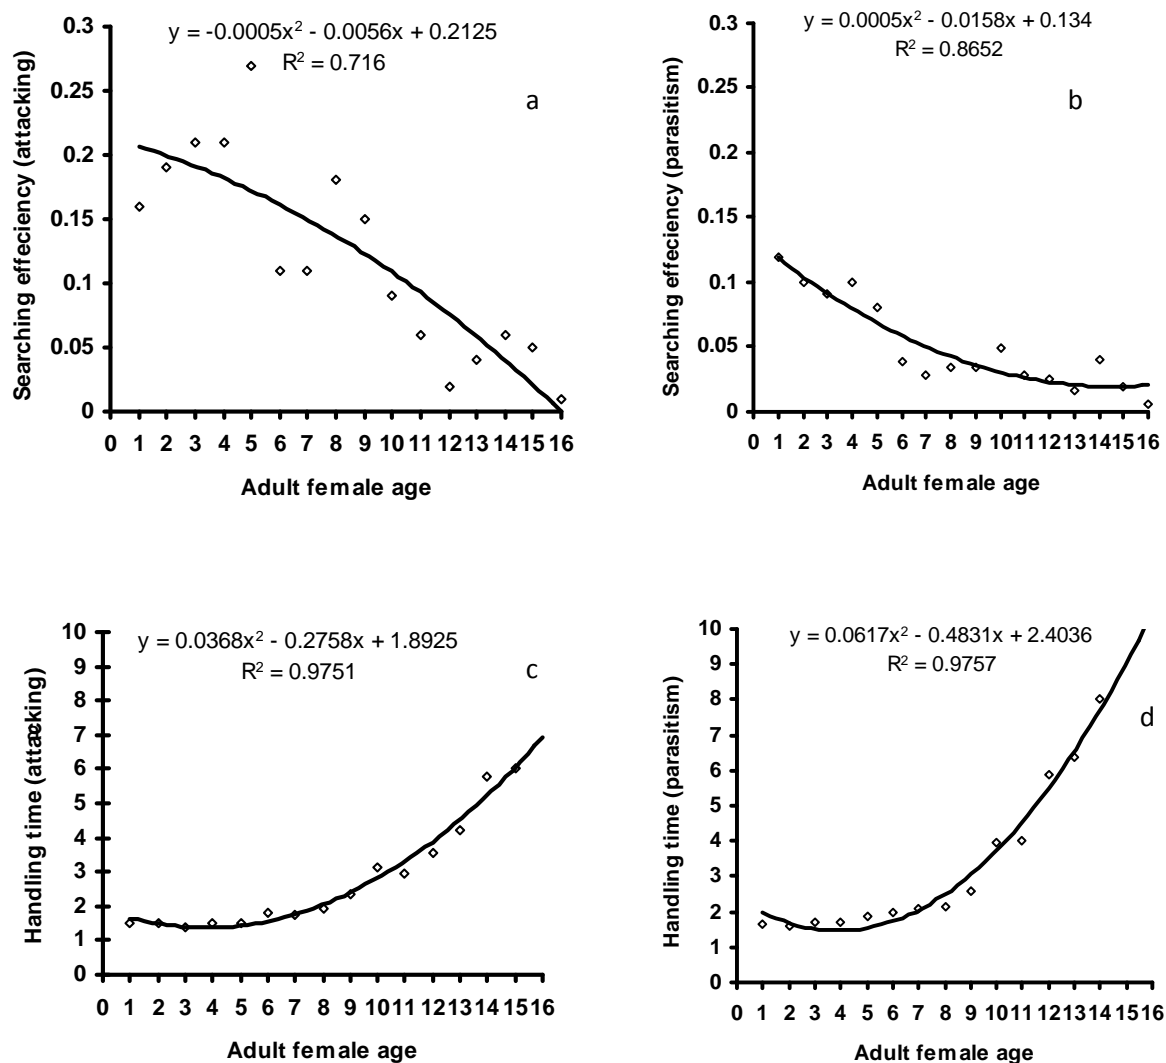 y = -0.0005x² - 0.0056x + 0.2125
R² = 0.716
a
Searching effeciency (attacking)
0.3
0.25
0.2
0.15
0.1
0.05
0
0 1 2 3 4 5 6 7 8 9 10 11 12 13 14 15 16
Adult female age
y = 0.0005x² - 0.0158x + 0.134
R² = 0.8652
b
Searching effeciency (parasitism)
0.3
0.25
0.2
0.15
0.1
0.05
0
0 1 2 3 4 5 6 7 8 9 10 11 12 13 14 15 16
Adult female age
y = 0.0368x² - 0.2758x + 1.8925
R² = 0.9751
c
Handling time (attacking)
10
9
8
7
6
5
4
3
2
1
0
0 1 2 3 4 5 6 7 8 9 10 11 12 13 14 15 16
Adult female age
y = 0.0617x² - 0.4831x + 2.4036
R² = 0.9757
d
Handling time (parasitism)
10
9
8
7
6
5
4
3
2
1
0
0 1 2 3 4 5 6 7 8 9 10 11 12 13 14 15 16
Adult female age